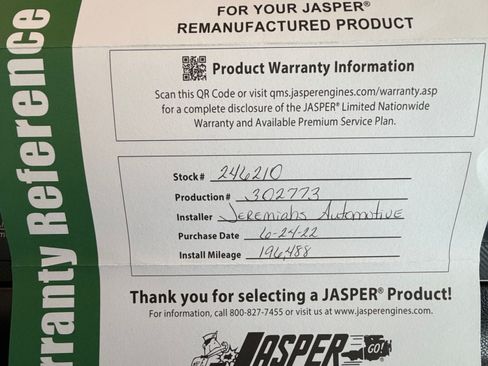 FOR YOUR JASPER®
REMANUFACTURED PRODUCT
Product Warranty Information
Scan this QR Code or visit qms.jasperengines.com/warranty.asp
for a complete disclosure of the JASPER® Limited Nationwide
Warranty and Available Premium Service Plan.
Stock# 246210
Production# 302773
Installer Jeremiahs Automotive
Purchase Date 6-24-22
Install Mileage 196,488
Thank you for selecting a JASPER® Product!
For information, call 800-827-7455 or visit us at www.jasperengines.com.
JASPER GO!
rranty Reference